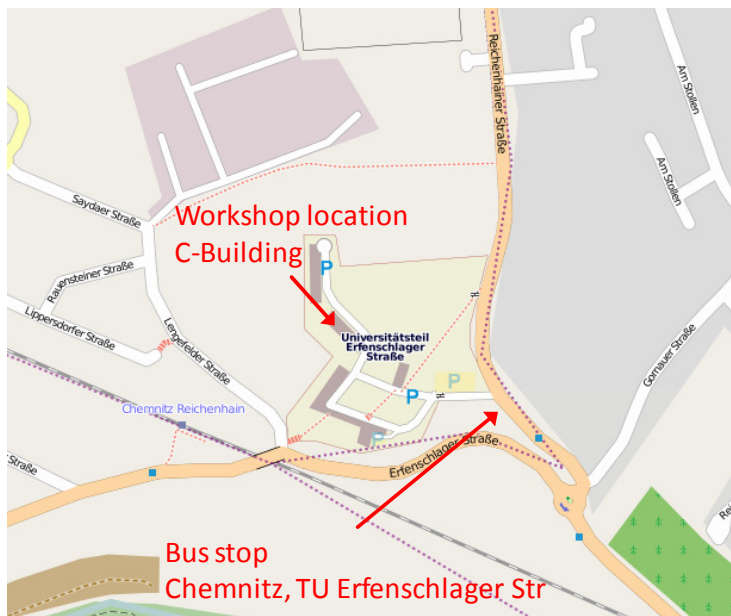 Reichenhainer Straße
Am Stollen
Am Stollen
Saydaer Straße
Workshop location
C-Building
P
Rauensteiner Straße
Lippersdorfer Straße
Lengefelder Straße
Universitätsteil
Erfenschlager
Straße
Gornauer Straße
P
P
Chemnitz Reichenhain
P
Erfenschlager Straße
Straße
Bus stop
Chemnitz, TU Erfenschlager Str